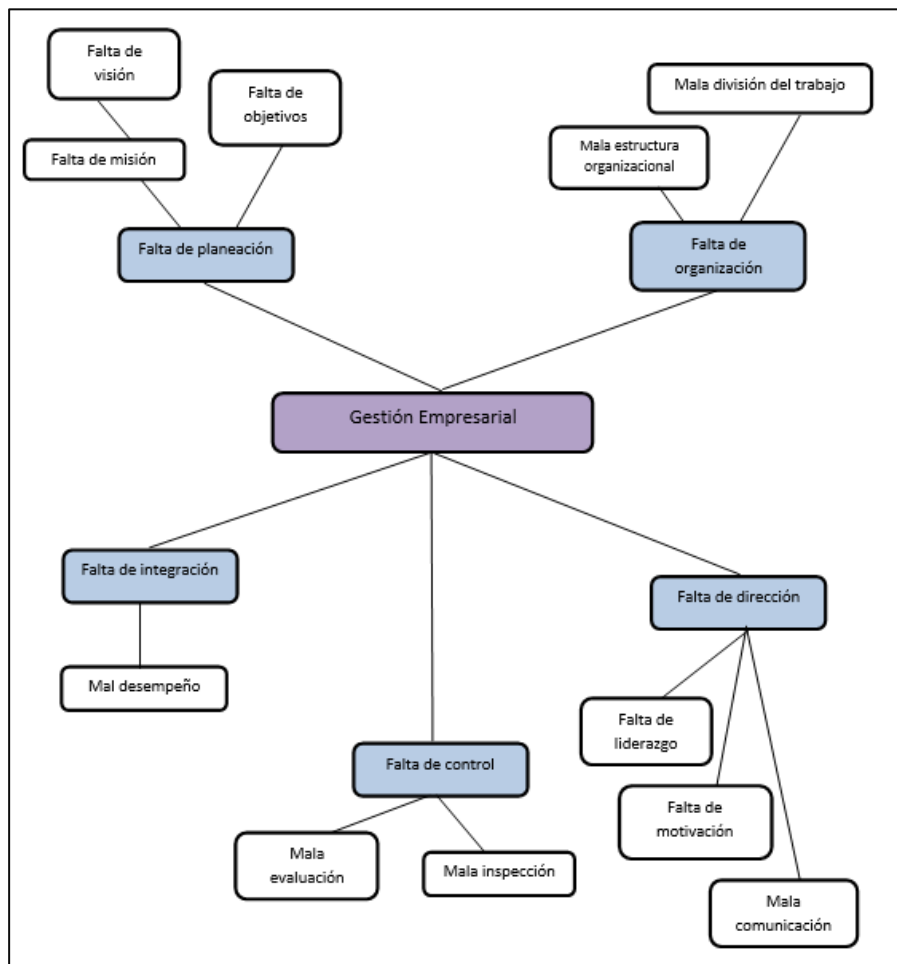 Falta de
visión
Falta de
objetivos
Falta de misión
Falta de planeación
Mala división del trabajo
Mala estructura
organizacional
Falta de
organización
Gestión Empresarial
Falta de integración
Mal desempeño
Falta de dirección
Falta de
liderazgo
Falta de control
Falta de
motivación
Mala
evaluación
Mala inspección
Mala
comunicación